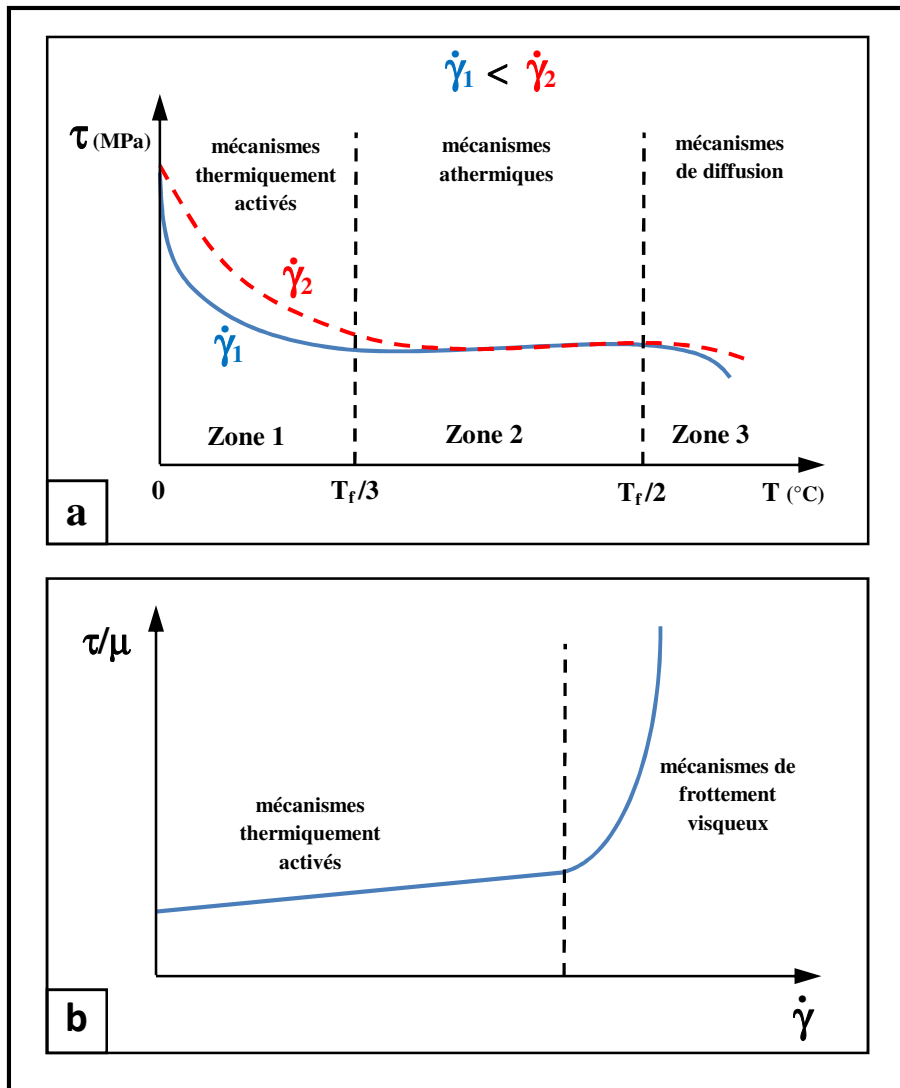 γ̇₁ < γ̇₂
τ (MPa)
mécanismes
thermiquement
activés
mécanismes
athermiques
mécanismes
de diffusion
γ̇₂
γ̇₁
Zone 1
Zone 2
Zone 3
0
T_f/3
T_f/2
T (°C)
a
τ/μ
mécanismes
thermiquement
activés
mécanismes de
frottement
visqueux
γ̇
b